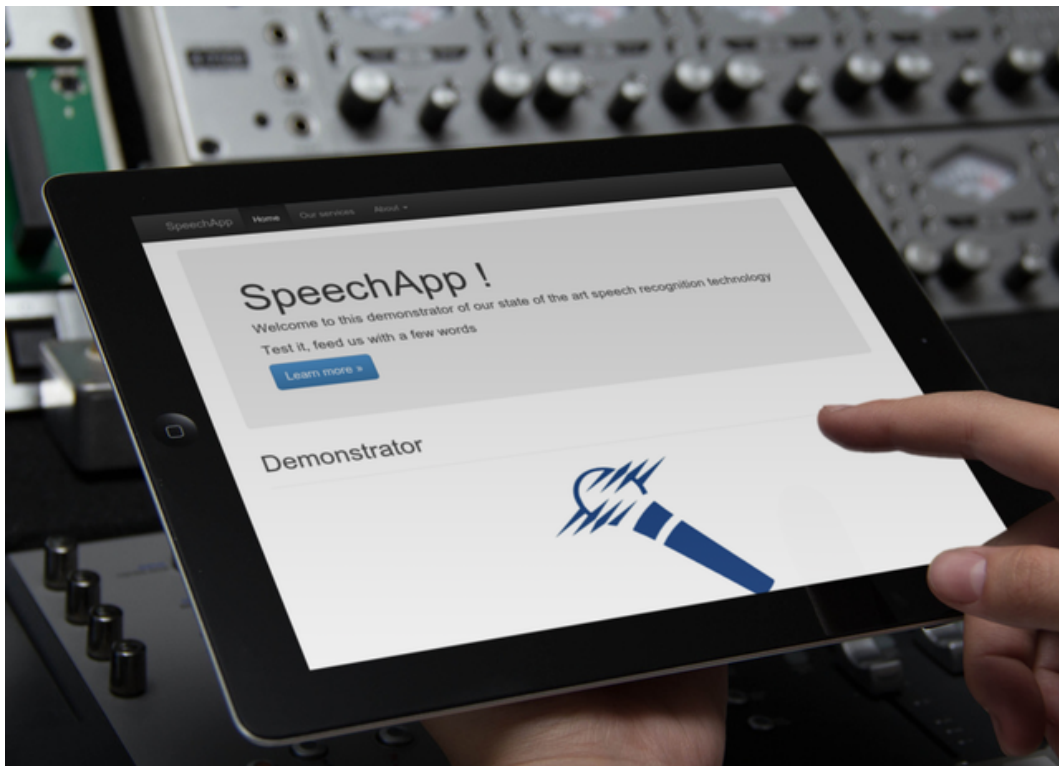 SpeechApp Home Our services About
SpeechApp !
Welcome to this demonstrator of our state of the art speech recognition technology
Test it, feed us with a few words
Learn more »
Demonstrator